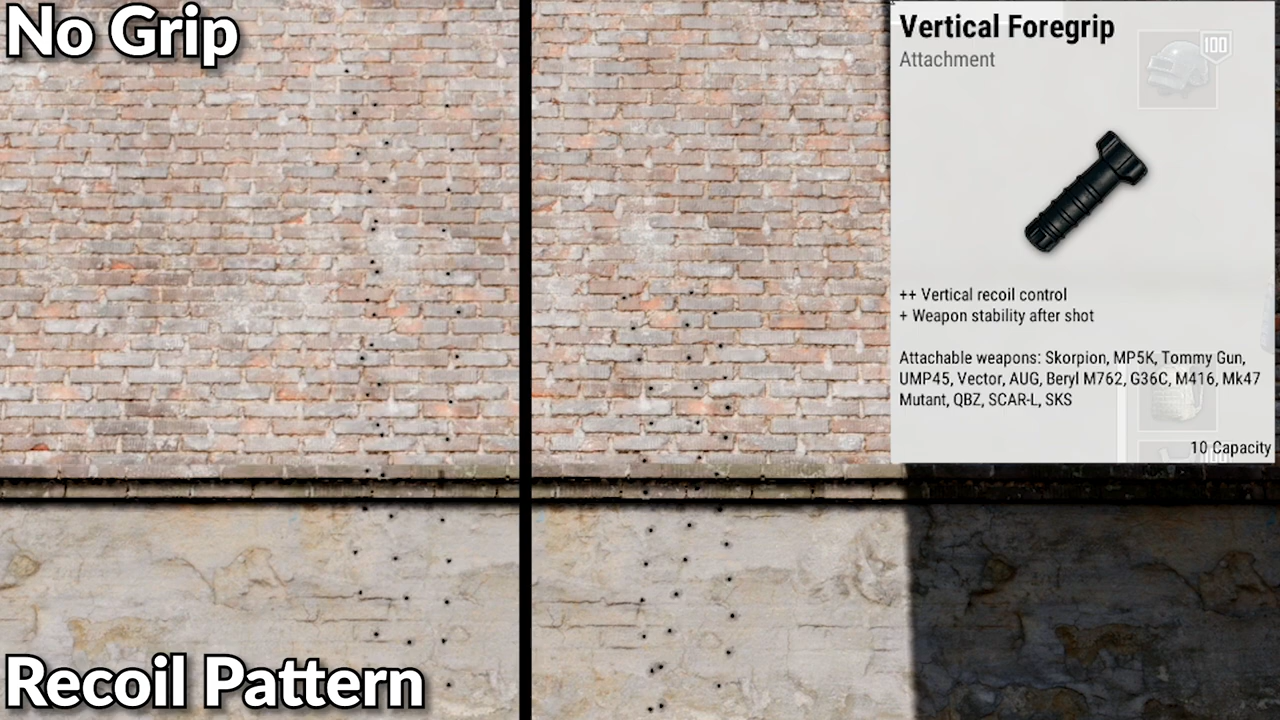 No Grip
Vertical Foregrip
Attachment
100
++ Vertical recoil control
+ Weapon stability after shot
Attachable weapons: Skorpion, MP5K, Tommy Gun,
UMP45, Vector, AUG, Beryl M762, G36C, M416, Mk47
Mutant, QBZ, SCAR-L, SKS
10 Capacity
Recoil Pattern